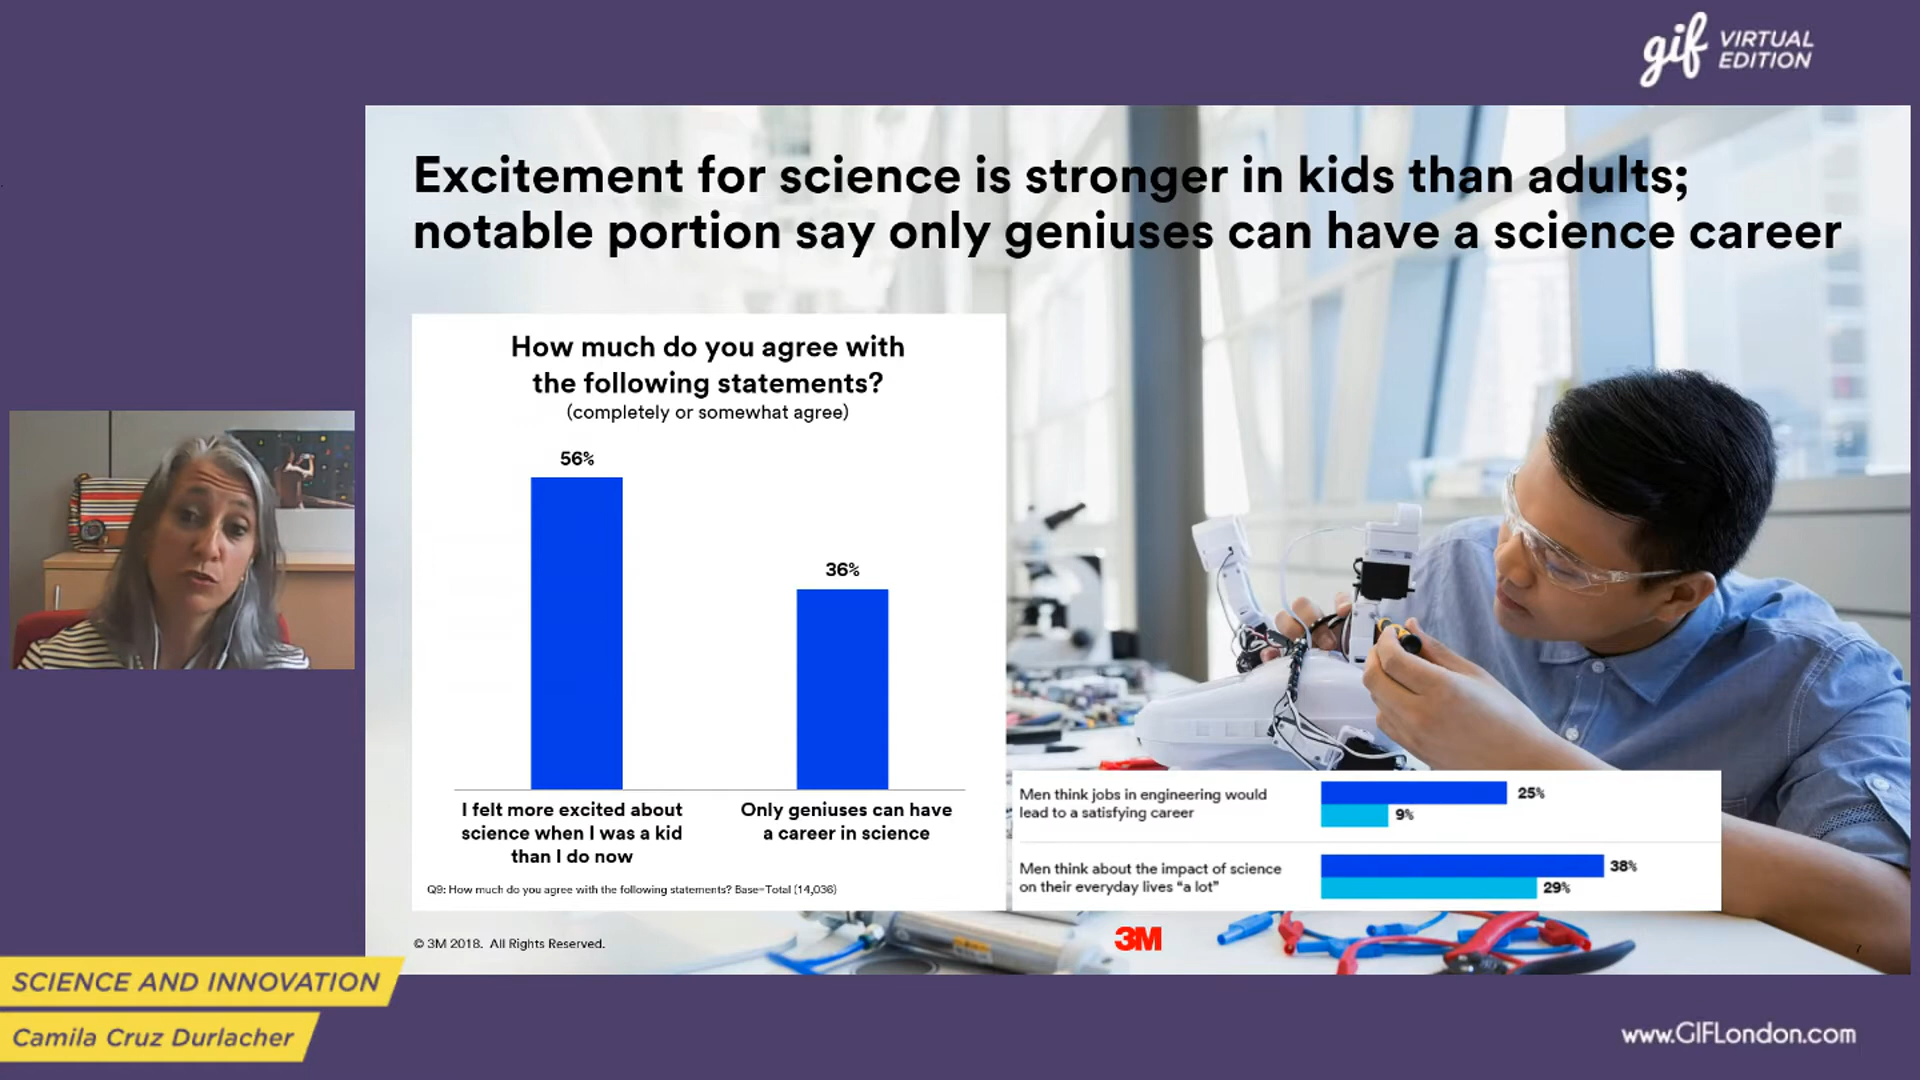 gif VIRTUAL
EDITION
Excitement for science is stronger in kids than adults;
notable portion say only geniuses can have a science career
How much do you agree with
the following statements?
(completely or somewhat agree)
56%
36%
I felt more excited about
science when I was a kid
than I do now
Only geniuses can have
a career in science
Q9: How much do you agree with the following statements? Base=Total (14,036)
Men think jobs in engineering would
lead to a satisfying career
25%
9%
Men think about the impact of science
on their everyday lives “a lot”
38%
29%
© 3M 2018. All Rights Reserved.
3M
7
SCIENCE AND INNOVATION
Camila Cruz Durlacher
www.GIFLondon.com